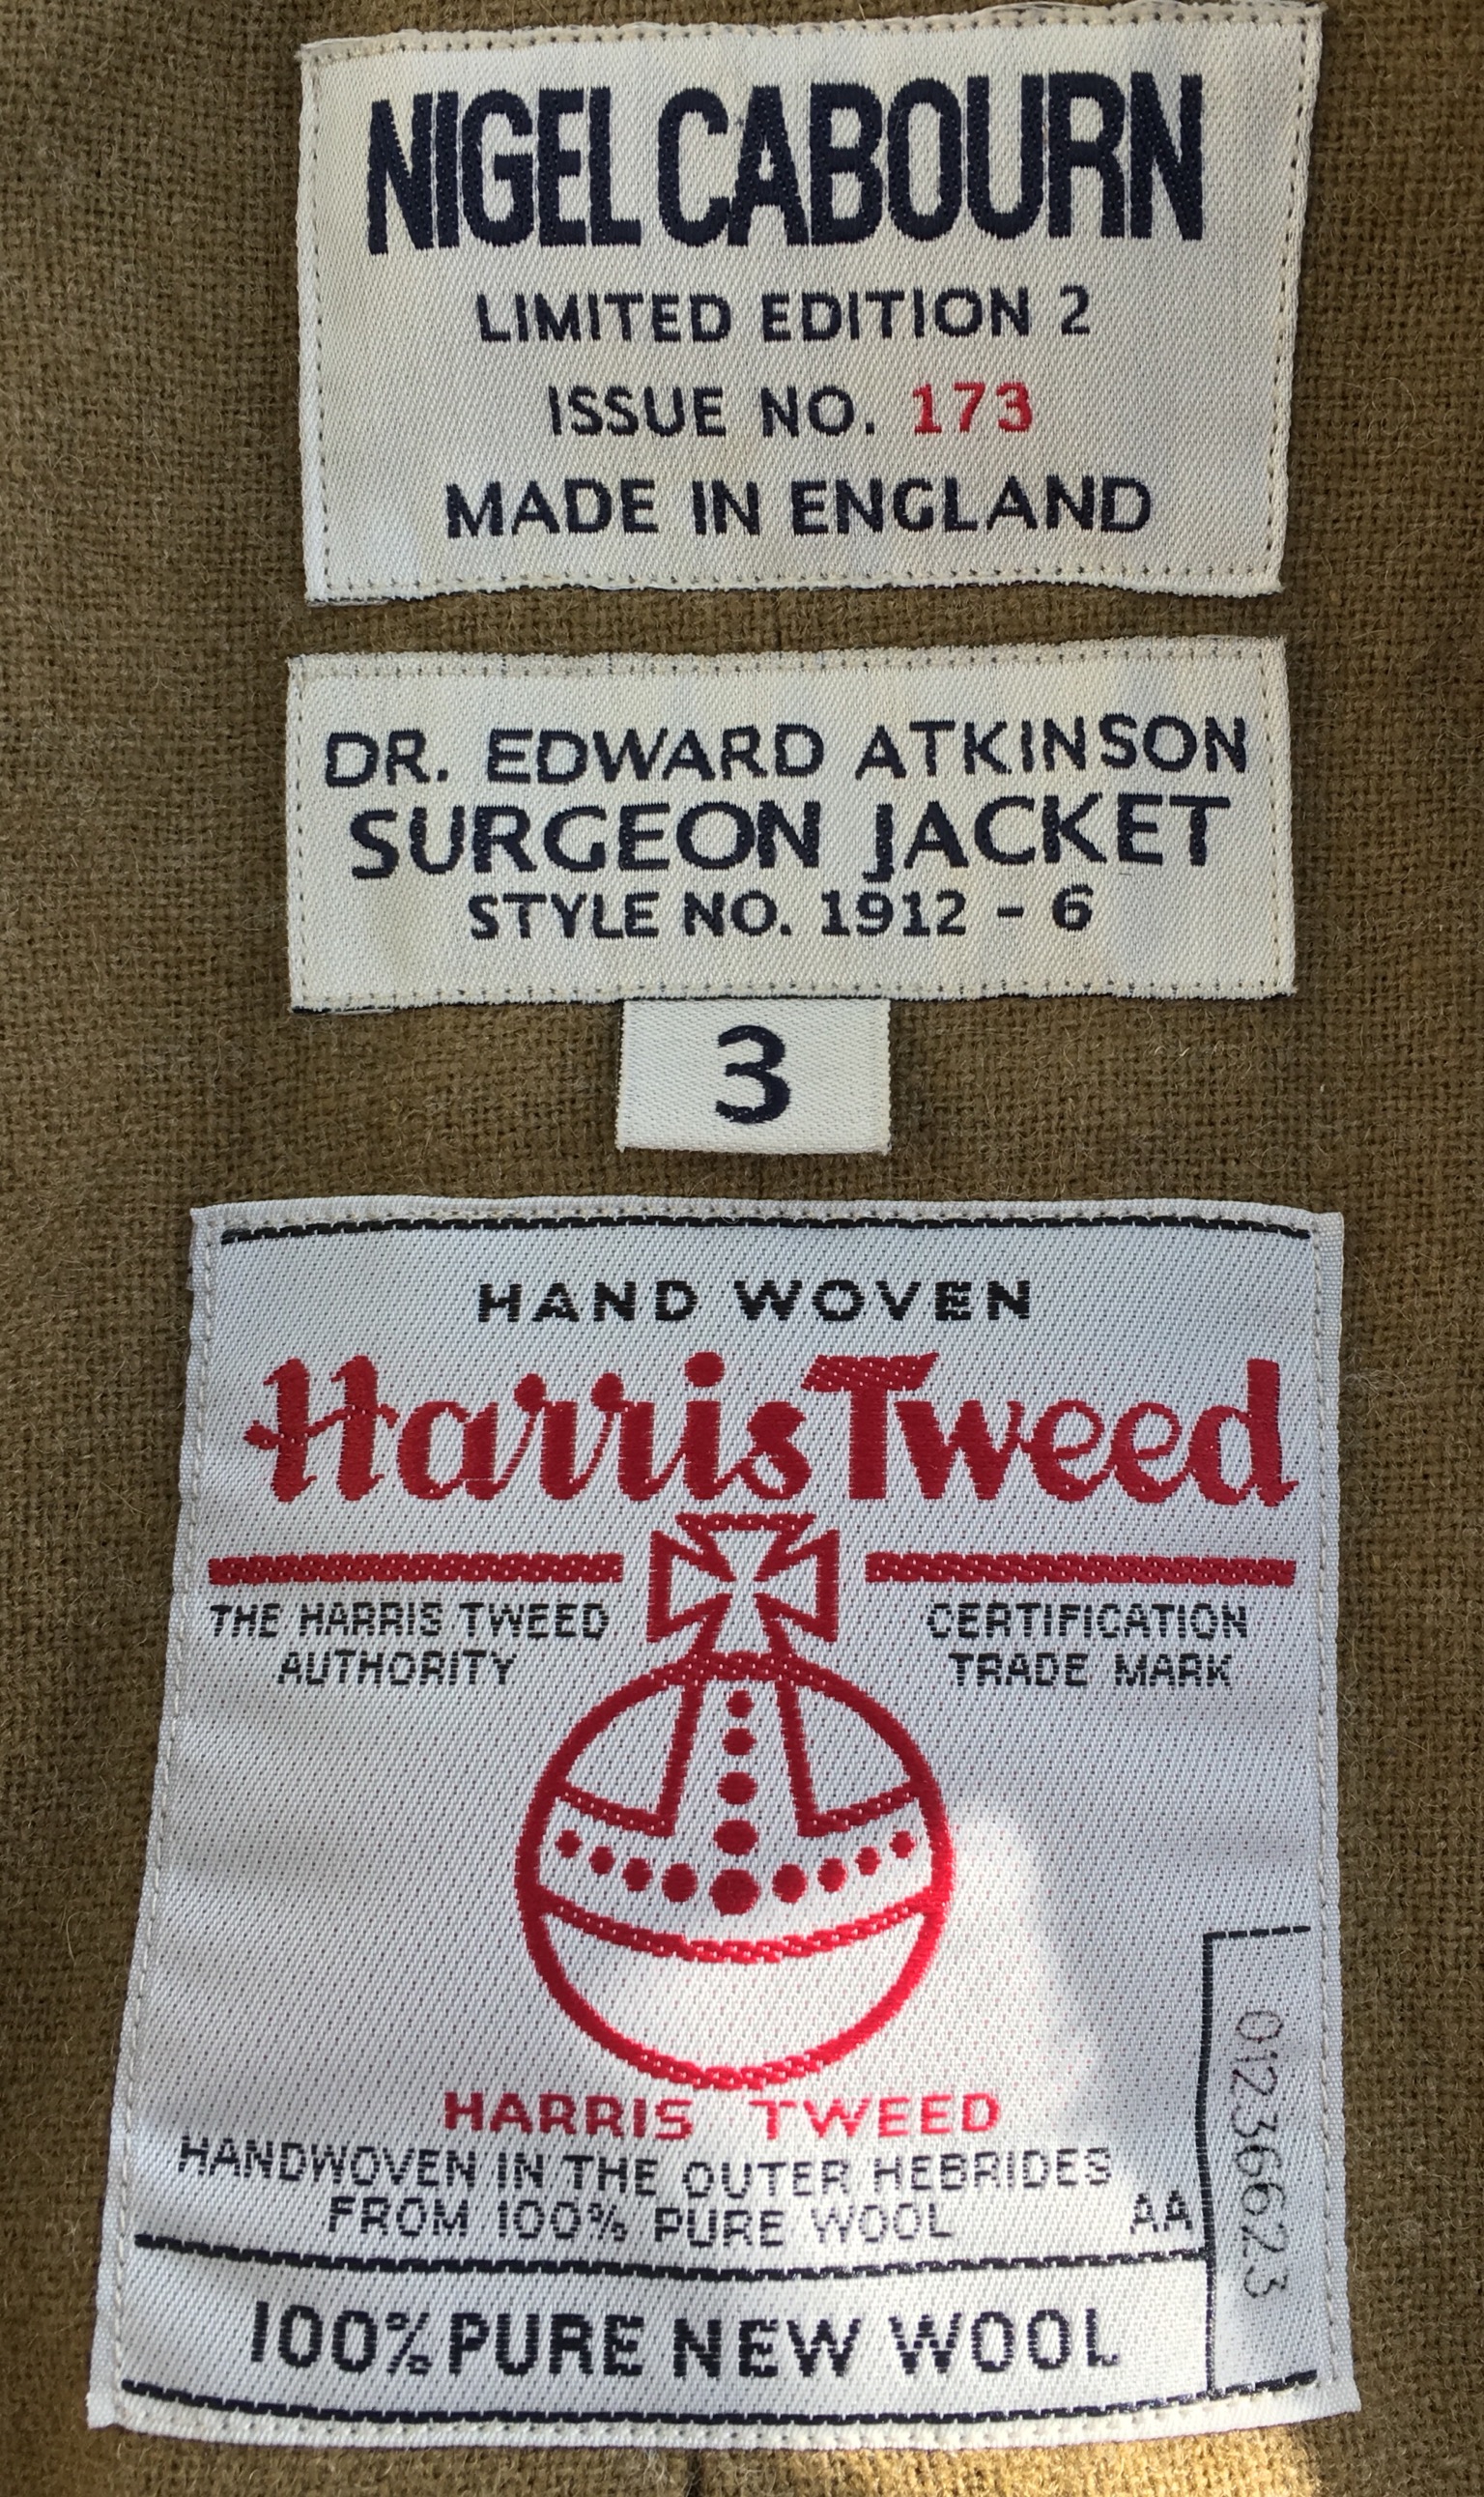 NIGEL CABOURN
LIMITED EDITION 2
ISSUE NO. 173
MADE IN ENGLAND
DR. EDWARD ATKINSON
SURGEON JACKET
STYLE NO. 1912 - 6
3
HAND WOVEN
Harris Tweed
THE HARRIS TWEED
AUTHORITY
CERTIFICATION
TRADE MARK
HARRIS TWEED
HANDWOVEN IN THE OUTER HEBRIDES
FROM 100% PURE WOOL
AA
01236623
100% PURE NEW WOOL